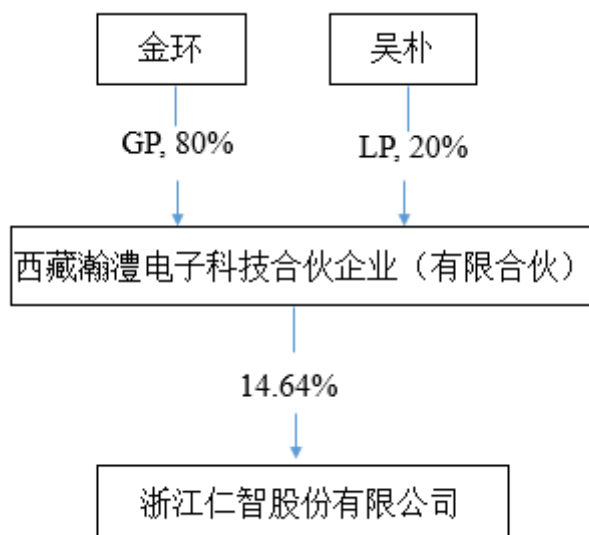 金环
吴朴
GP, 80%
LP, 20%
西藏瀚澧电子科技合伙企业（有限合伙）
14.64%
浙江仁智股份有限公司